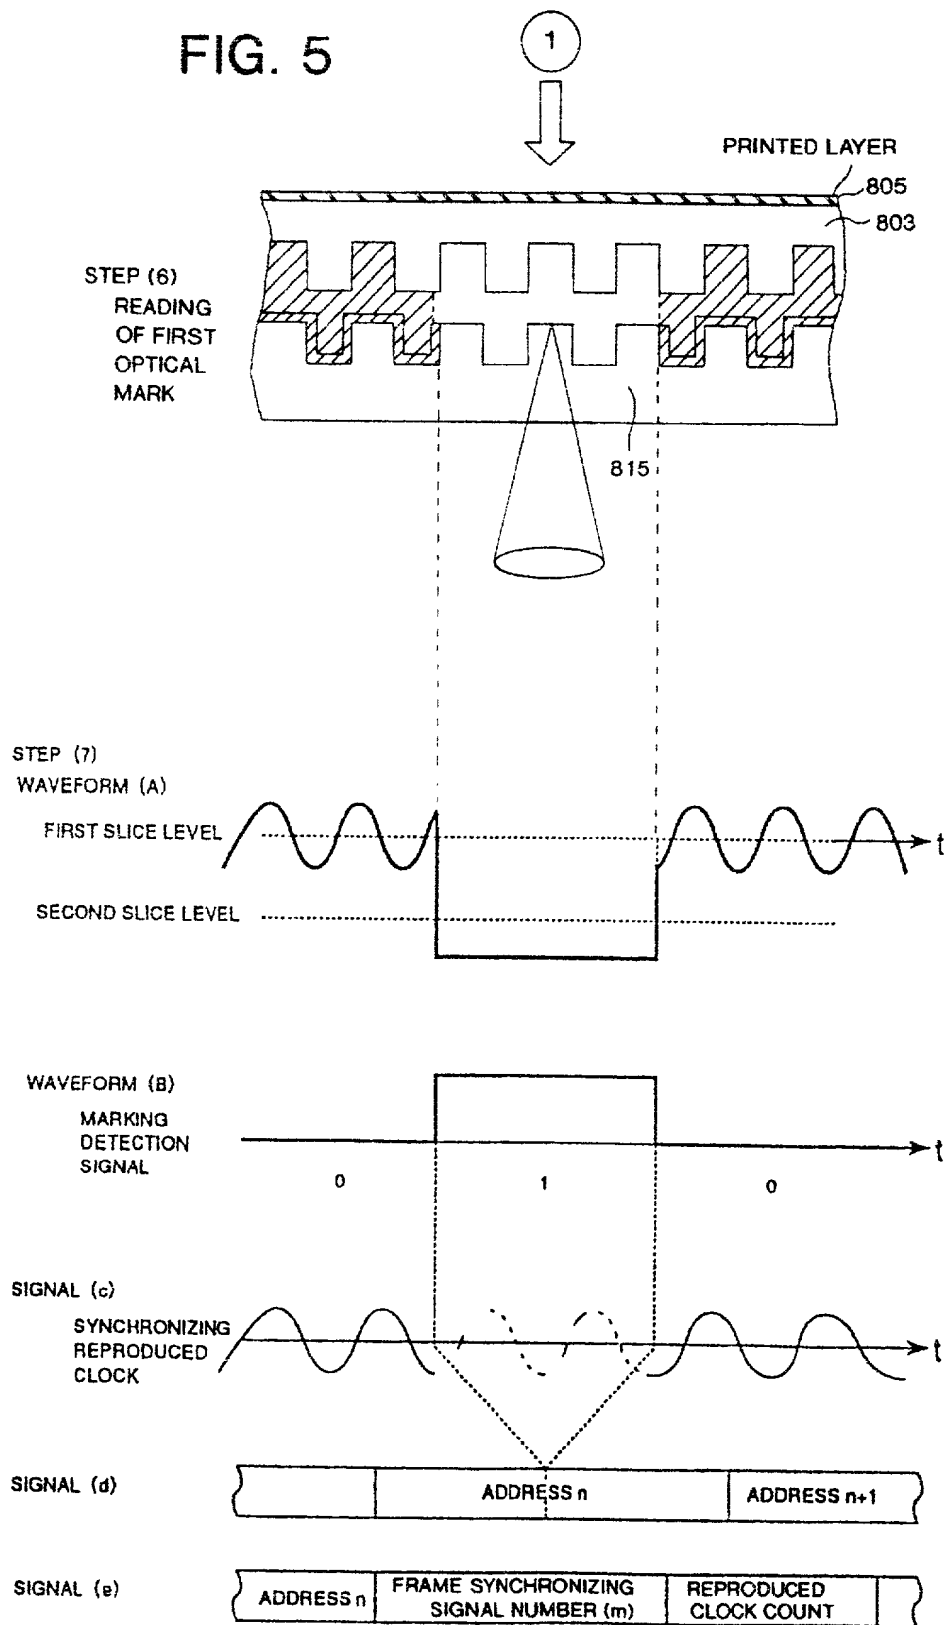 FIG. 5
1
PRINTED LAYER
805
803
STEP (6)
READING
OF FIRST
OPTICAL
MARK
815
STEP (7)
WAVEFORM (A)
FIRST SLICE LEVEL
t
SECOND SLICE LEVEL
WAVEFORM (B)
MARKING
DETECTION
SIGNAL
t
0
1
0
SIGNAL (c)
SYNCHRONIZING
REPRODUCED
CLOCK
t
SIGNAL (d)
ADDRESS n
ADDRESS n+1
SIGNAL (e)
ADDRESS n
FRAME SYNCHRONIZING
SIGNAL NUMBER (m)
REPRODUCED
CLOCK COUNT